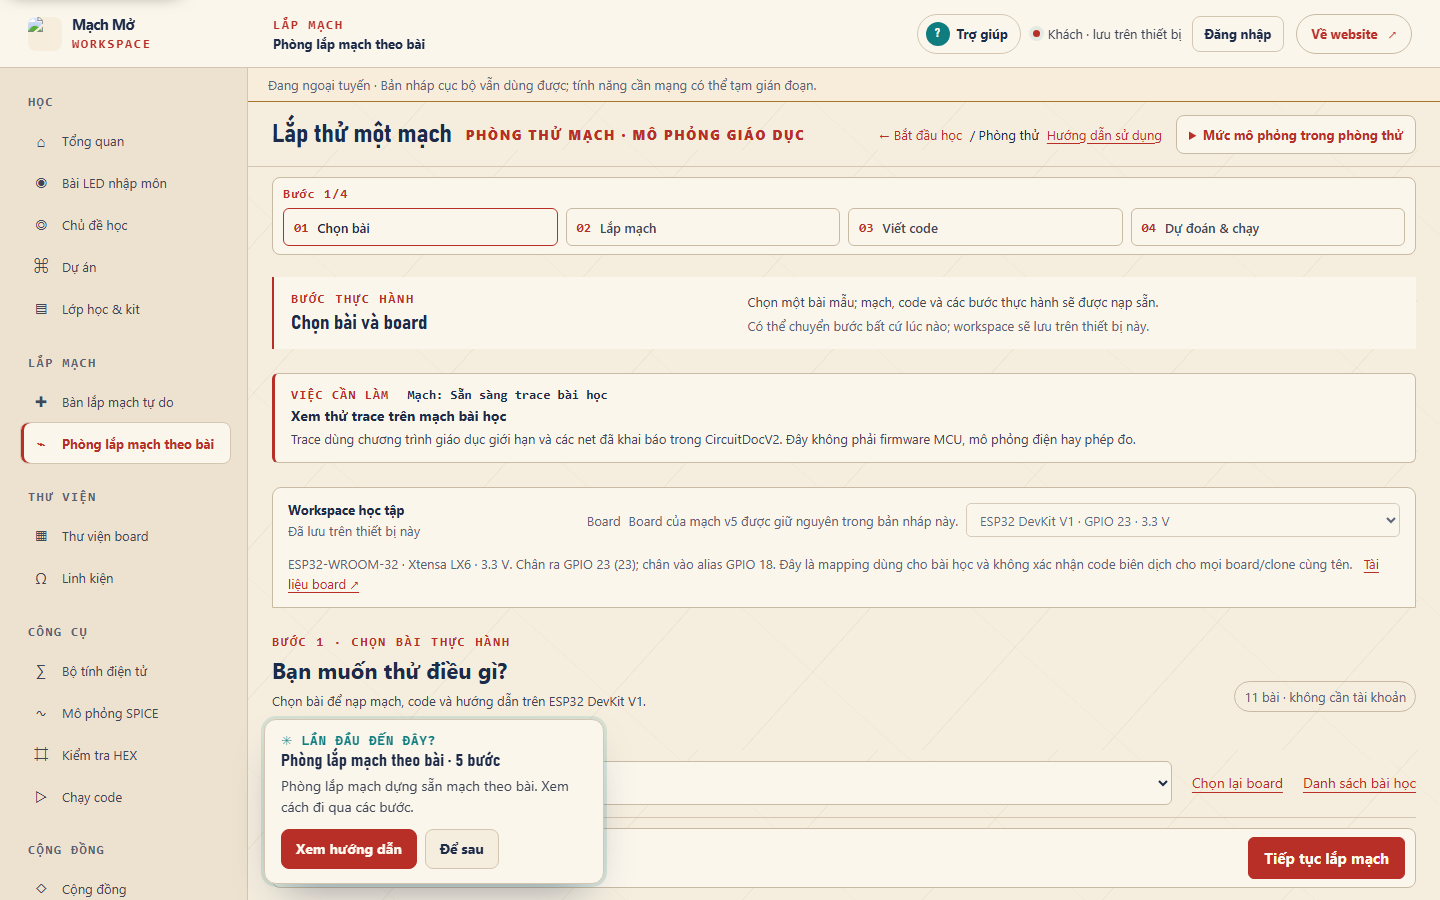 Mạch Mở
WORKSPACE
LẮP MẠCH
Phòng lắp mạch theo bài
? Trợ giúp
Khách · lưu trên thiết bị
Đăng nhập
Về website ↗
HỌC
Tổng quan
Bài LED nhập môn
Chủ đề học
Dự án
Lớp học & kit
LẮP MẠCH
Bàn lắp mạch tự do
Phòng lắp mạch theo bài
THƯ VIỆN
Thư viện board
Linh kiện
CÔNG CỤ
Bộ tính điện tử
Mô phỏng SPICE
Kiểm tra HEX
Chạy code
CỘNG ĐỒNG
Cộng đồng
Đang ngoại tuyến · Bản nháp cục bộ vẫn dùng được; tính năng cần mạng có thể tạm gián đoạn.
Lắp thử một mạch
PHÒNG THỬ MẠCH · MÔ PHỎNG GIÁO DỤC
← Bắt đầu học / Phòng thử
Hướng dẫn sử dụng
▶ Mức mô phỏng trong phòng thử
Bước 1/4
01 Chọn bài
02 Lắp mạch
03 Viết code
04 Dự đoán & chạy
BƯỚC THỰC HÀNH
Chọn bài và board
Chọn một bài mẫu; mạch, code và các bước thực hành sẽ được nạp sẵn.
Có thể chuyển bước bất cứ lúc nào; workspace sẽ lưu trên thiết bị này.
VIỆC CẦN LÀM Mạch: Sẵn sàng trace bài học
Xem thử trace trên mạch bài học
Trace dùng chương trình giáo dục giới hạn và các net đã khai báo trong CircuitDocV2. Đây không phải firmware MCU, mô phỏng điện hay phép đo.
Workspace học tập
Đã lưu trên thiết bị này
Board Board của mạch v5 được giữ nguyên trong bản nháp này.
ESP32 DevKit V1 · GPIO 23 · 3.3 V
ESP32-WROOM-32 · Xtensa LX6 · 3.3 V. Chân ra GPIO 23 (23); chân vào alias GPIO 18. Đây là mapping dùng cho bài học và không xác nhận code biên dịch cho mọi board/clone cùng tên. Tài
liệu board ↗
BƯỚC 1 · CHỌN BÀI THỰC HÀNH
Bạn muốn thử điều gì?
Chọn bài để nạp mạch, code và hướng dẫn trên ESP32 DevKit V1.
11 bài · không cần tài khoản
Chọn lại board
Danh sách bài học
Tiếp tục lắp mạch
✳ LẦN ĐẦU ĐẾN ĐÂY?
Phòng lắp mạch theo bài · 5 bước
Phòng lắp mạch dựng sẵn mạch theo bài. Xem
cách đi qua các bước.
Xem hướng dẫn
Để sau